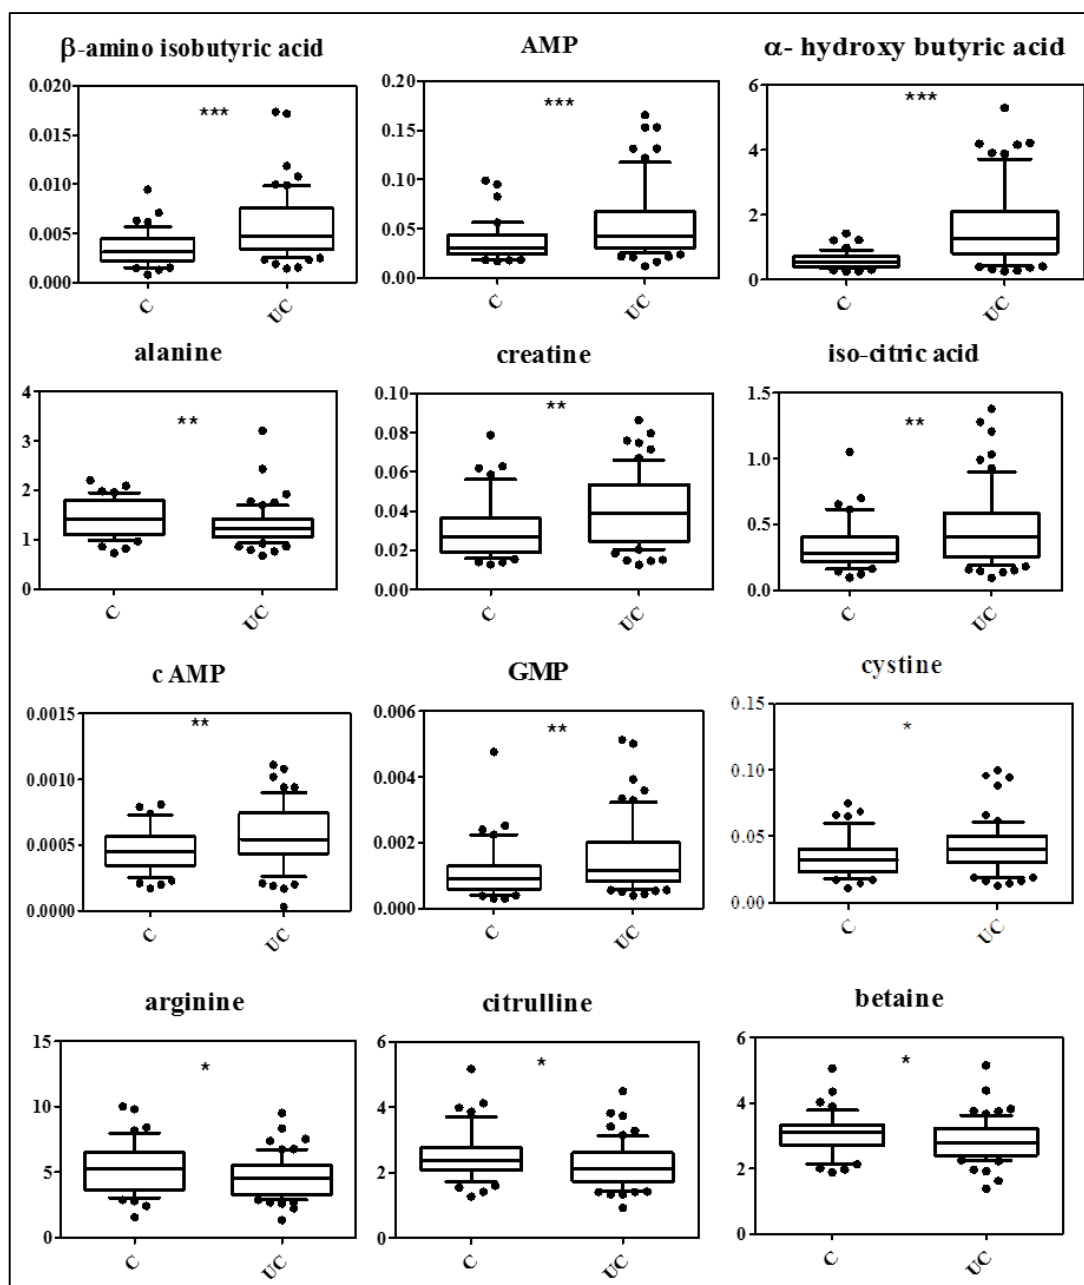 β-amino isobutyric acid
AMP
α- hydroxy butyric acid
0.020
0.015
0.010
0.005
0.000
***
C
UC
0.20
0.15
0.10
0.05
0.00
***
C
UC
6
4
2
0
***
C
UC
alanine
creatine
iso-citric acid
4
3
2
1
0
**
C
UC
0.10
0.08
0.06
0.04
0.02
0.00
**
C
UC
1.5
1.0
0.5
0.0
**
C
UC
c AMP
GMP
cystine
0.0015
0.0010
0.0005
0.0000
**
C
UC
0.006
0.004
0.002
0.000
**
C
UC
0.15
0.10
0.05
0.00
*
C
UC
arginine
citrulline
betaine
15
10
5
0
*
C
UC
6
4
2
0
*
C
UC
6
4
2
0
*
C
UC